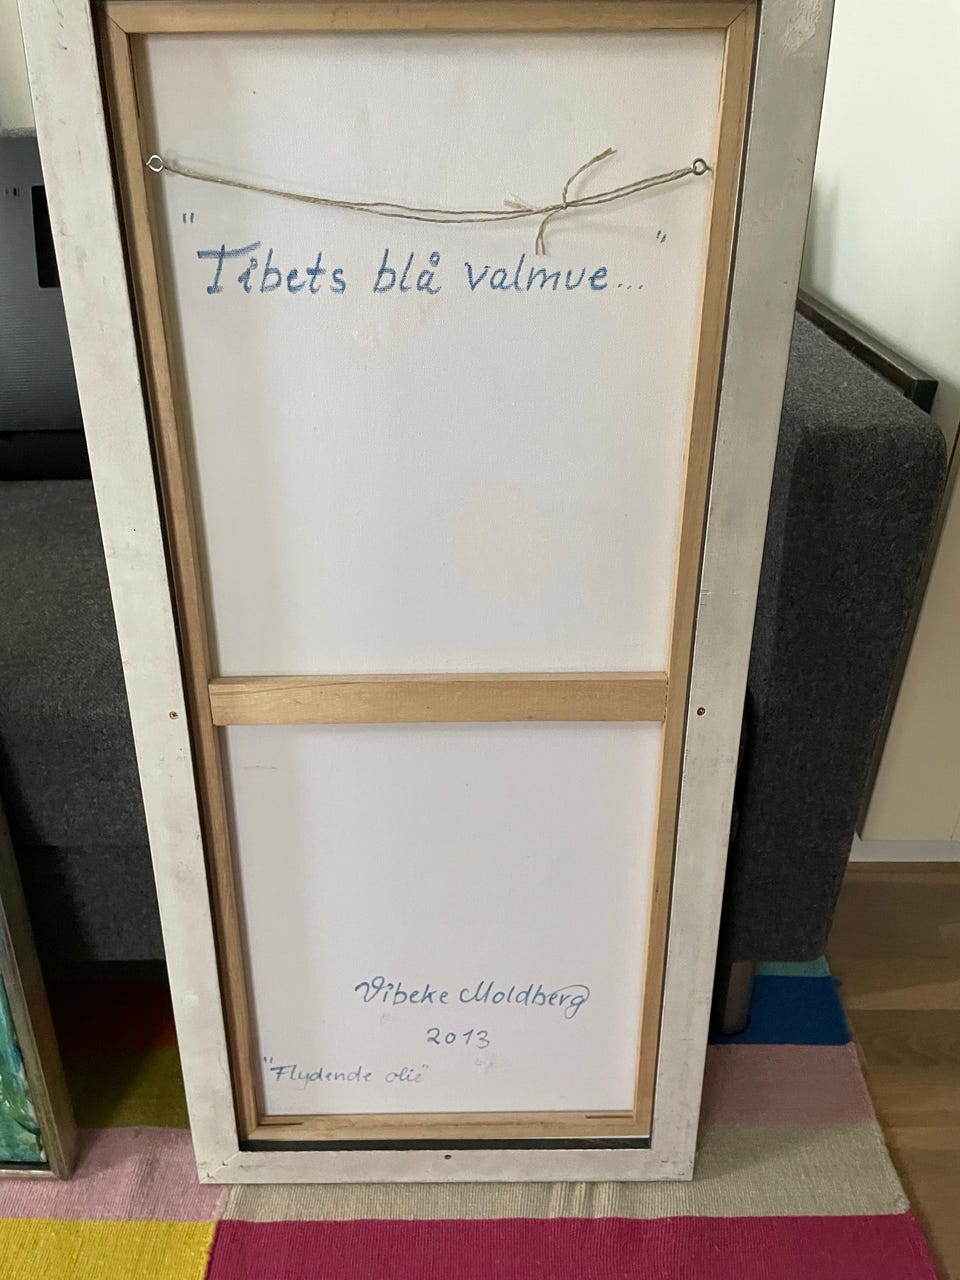 "Tibets blå valmue..."
Vibeke Moldberg
2013
"Flydende olie"